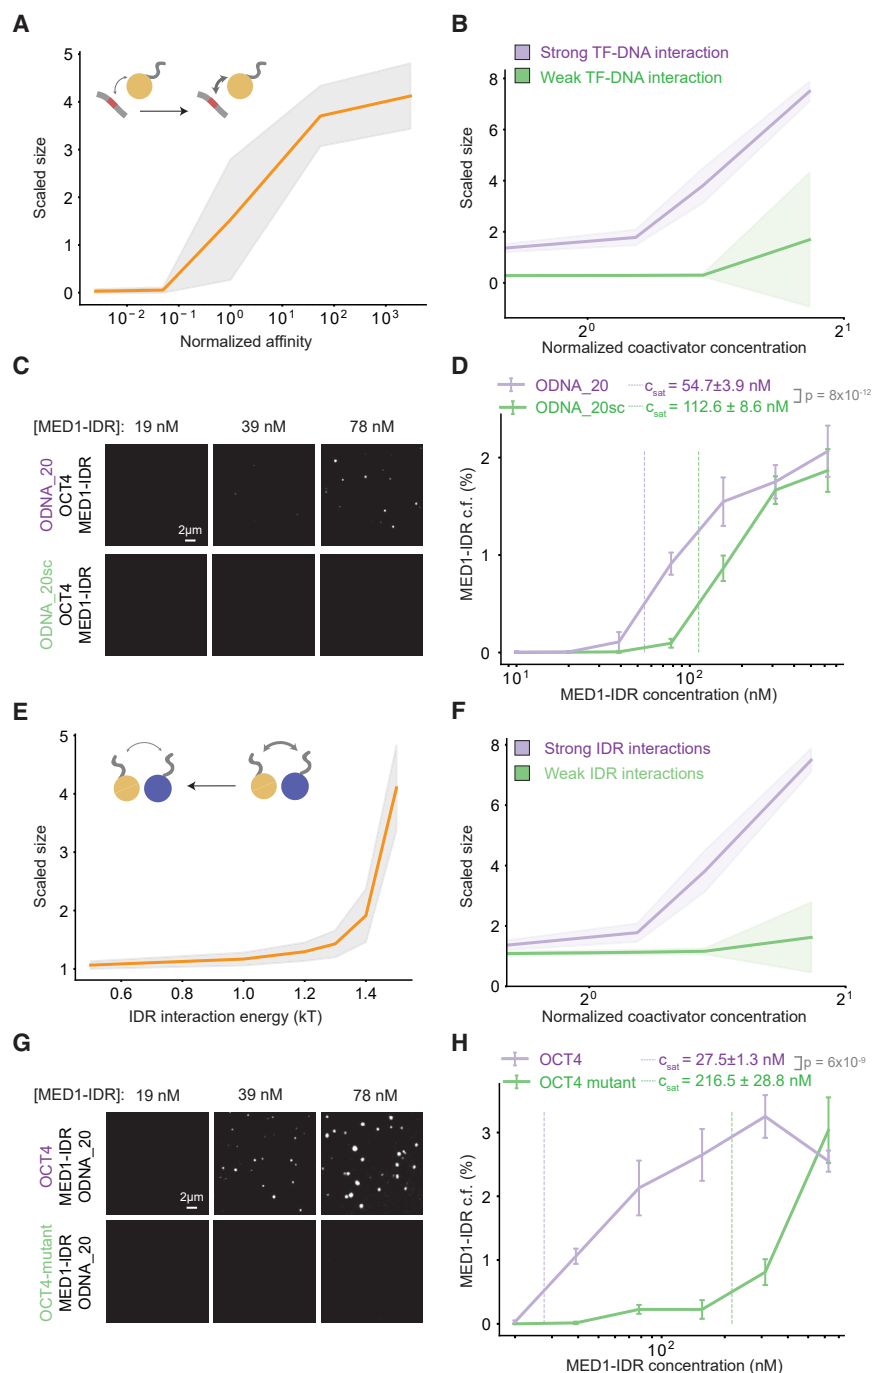 A
Scaled size
5
4
3
2
1
0
10⁻² 10⁻¹ 10⁰ 10¹ 10² 10³
Normalized affinity
B
Strong TF-DNA interaction
Weak TF-DNA interaction
Scaled size
8
6
4
2
0
2⁰ 2¹
Normalized coactivator concentration
C
[MED1-IDR]: 19 nM 39 nM 78 nM
ODNA_20
OCT4
MED1-IDR
2μm
ODNA_20sc
OCT4
MED1-IDR
D
ODNA_20 c_sat = 54.7±3.9 nM
ODNA_20sc c_sat = 112.6 ± 8.6 nM
p = 8x10⁻¹²
MED1-IDR c.f. (%)
2
1
0
10¹ 10²
MED1-IDR concentration (nM)
E
Scaled size
5
4
3
2
1
0.6 0.8 1.0 1.2 1.4
IDR interaction energy (kT)
F
Strong IDR interactions
Weak IDR interactions
Scaled size
8
6
4
2
0
2⁰ 2¹
Normalized coactivator concentration
G
[MED1-IDR]: 19 nM 39 nM 78 nM
OCT4
MED1-IDR
ODNA_20
2μm
OCT4-mutant
MED1-IDR
ODNA_20
H
OCT4 c_sat = 27.5±1.3 nM
OCT4 mutant c_sat = 216.5 ± 28.8 nM
p = 6x10⁻⁹
MED1-IDR c.f. (%)
3
2
1
0
10²
MED1-IDR concentration (nM)